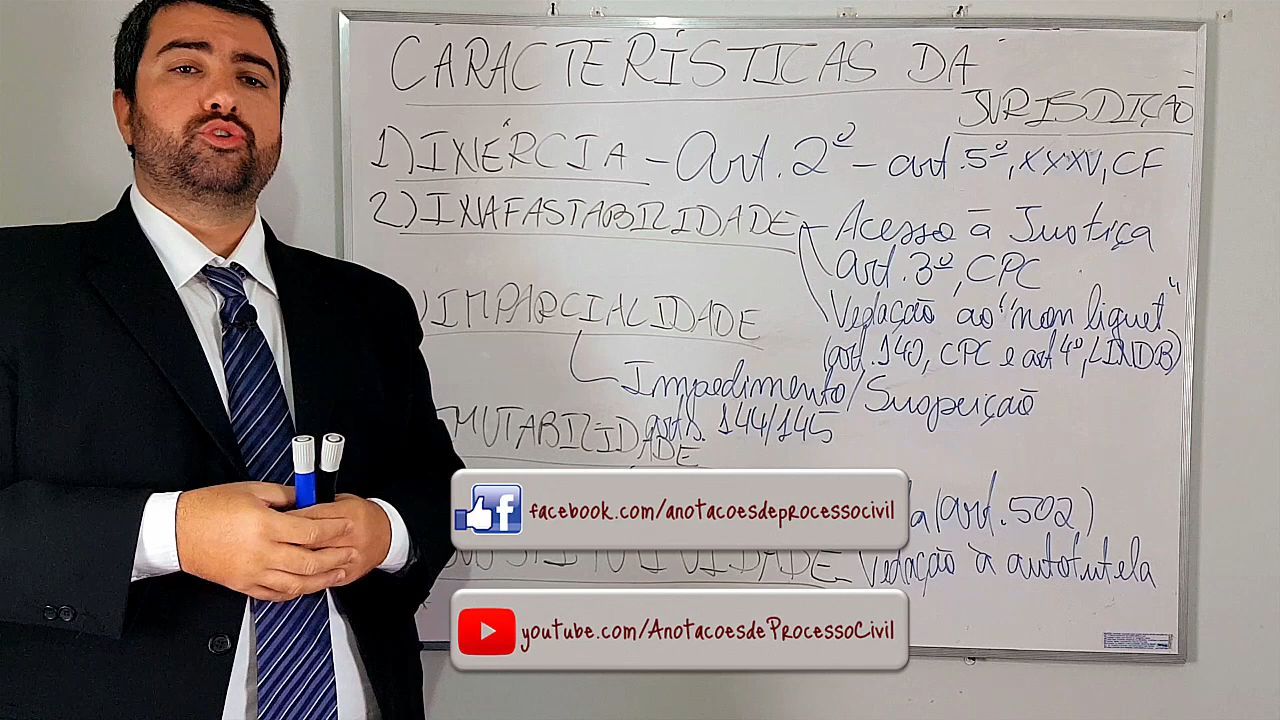 CARACTERÍSTICAS DA
JURISDIÇÃO
1) INÉRCIA - Art. 2º - art. 5º, XXXV, CF
2) INAFASTABILIDADE - Acesso à Justiça
art. 3º, CPC
Vedação ao "non liquet"
(art. 140, CPC e art 4º, LINDB)
) IMPARCIALIDADE
Impedimento/Suspeição
arts. 144/145
MUTABILIDADE
a (art. 502)
DADE - Vedação à autotutela
facebook.com/anotacoesdeprocessocivil
youtube.com/AnotacoesdeProcessoCivil